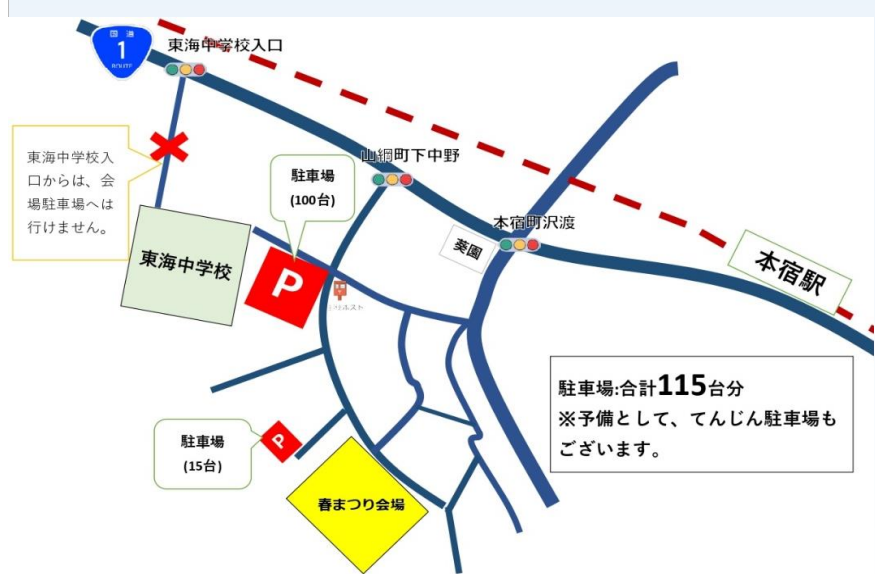 国道
1
ROUTE
東海中学校入口
山綱町下中野
本宿町沢渡
東海中学校入
口からは、会
場駐車場へは
行けません。
駐車場
(100台)
葵園
本宿駅
東海中学校
P
駐車場:合計115台分
※予備として、てんじん駐車場も
ございます。
駐車場
(15台)
P
春まつり会場